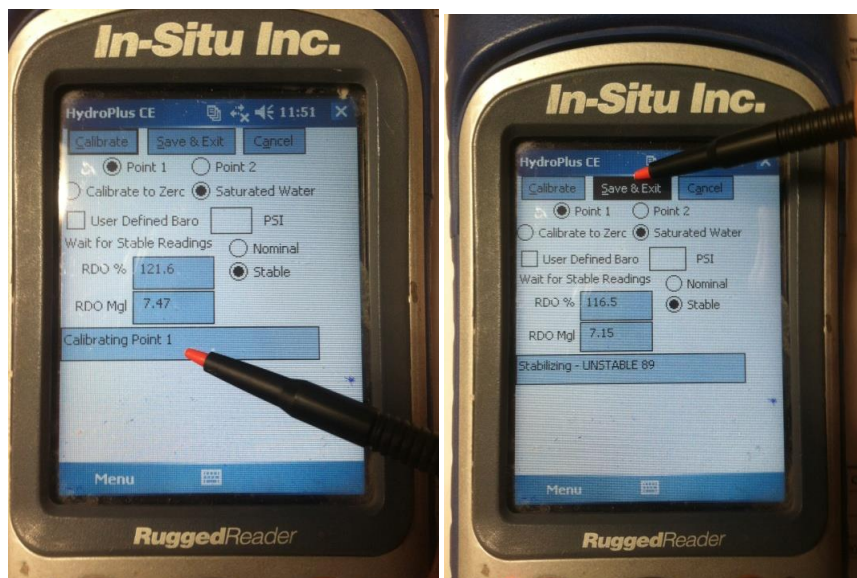 In-Situ Inc.
HydroPlus CE 11:51 X
Calibrate Save & Exit Cancel
Point 1 Point 2
Calibrate to Zerc Saturated Water
User Defined Baro PSI
Wait for Stable Readings Nominal
RDO % 121.6 Stable
RDO Mgl 7.47
Calibrating Point 1
Menu
RuggedReader
In-Situ Inc.
HydroPlus CE X
Calibrate Save & Exit Cancel
Point 1 Point 2
Calibrate to Zerc Saturated Water
User Defined Baro PSI
Wait for Stable Readings Nominal
RDO % 116.5 Stable
RDO Mgl 7.15
Stabilizing - UNSTABLE 89
Menu
RuggedReader